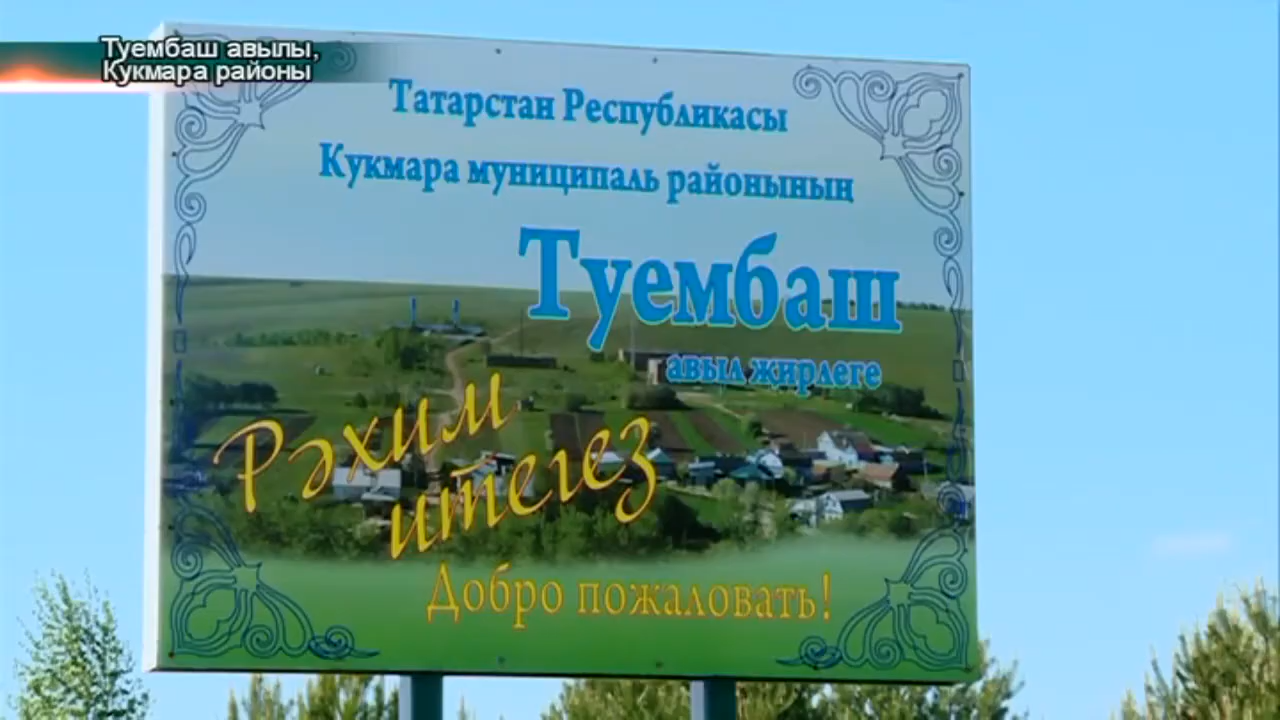 Туембаш авылы,
Кукмара районы
Татарстан Республикасы
Кукмара муниципаль районының
Туембаш
авыл жирлеге
Рәхим
итегез
Добро пожаловать!